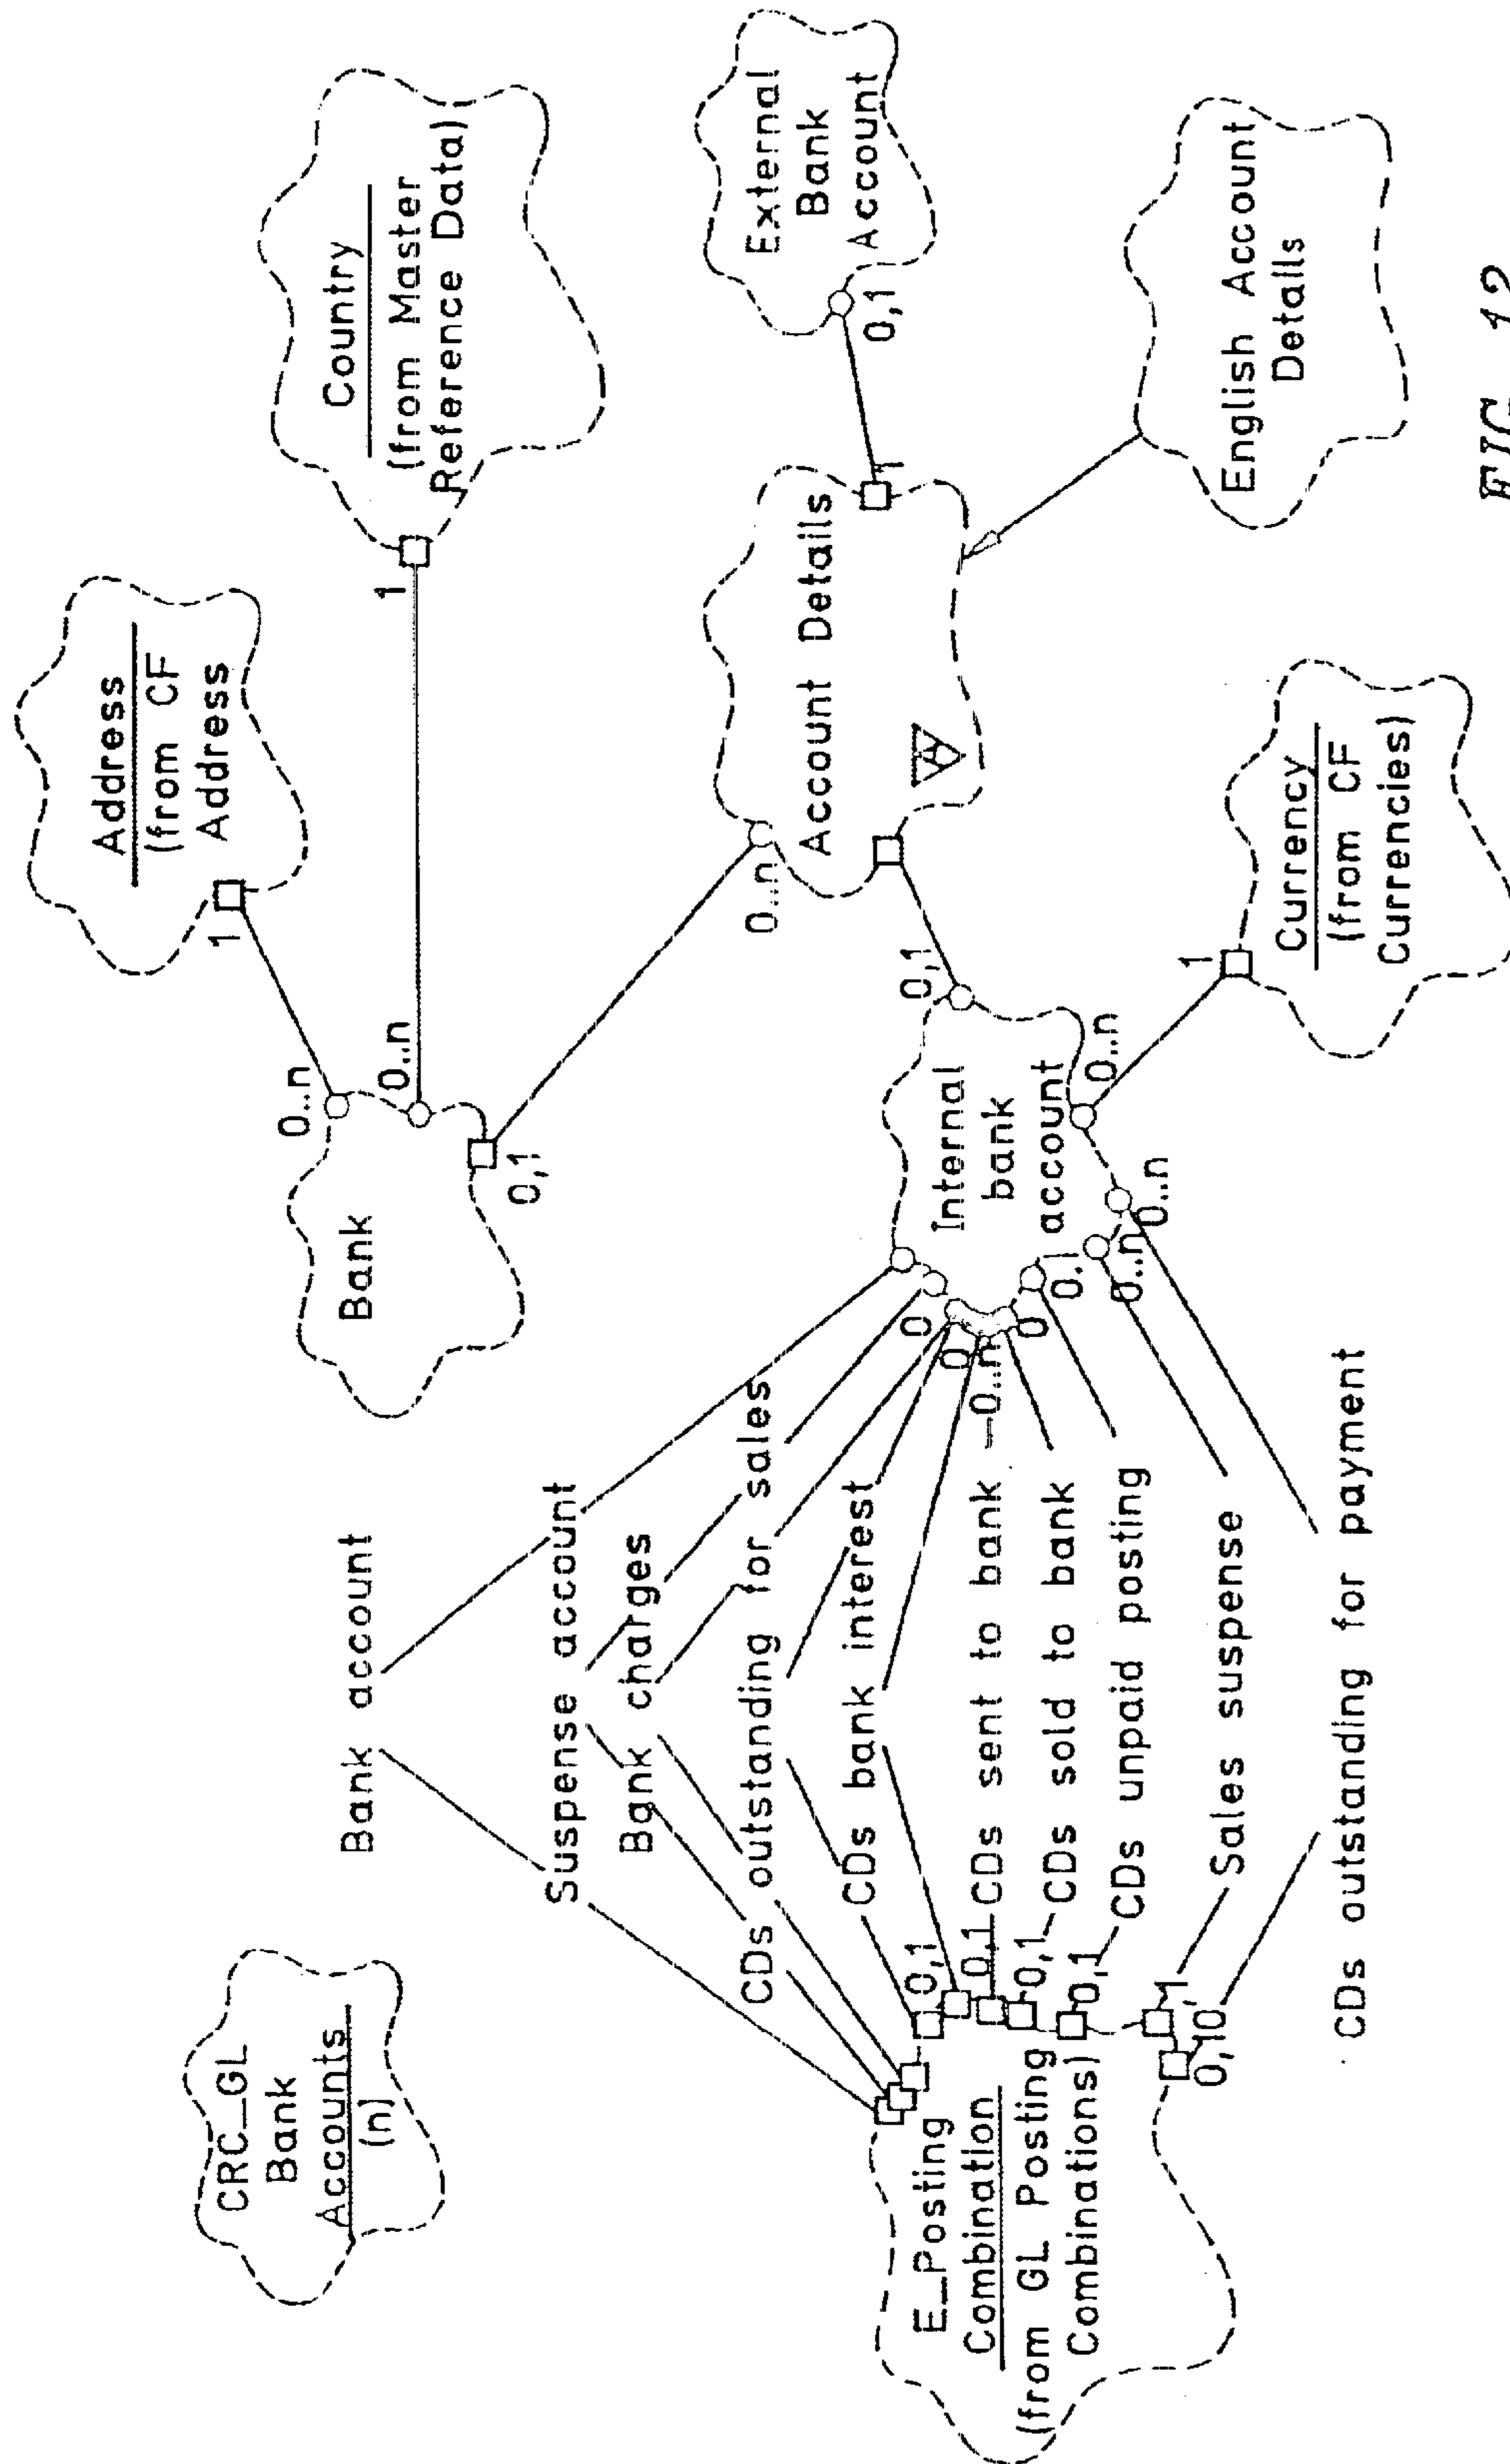 CRC_GL
Bank
Accounts
(n)
Bank account
Suspense account
Bank charges
CDs outstanding for sales
CDs bank interest
CDs sent to bank
CDs sold to bank
CDs unpaid posting
Sales suspense
CDs outstanding for payment
E_Posting
Combination
(from GL Posting
Combinations)
0,1
0,1
0,1
0,1
1
0,10
Bank
0..n
0..n
0,1
Address
(from CF
Address
1
Country
(from Master
Reference Data)
1
Internal
bank
account
0
0
0..n
0
0.1
0..n
0..n
0..n
0,1
Account Details
A
0..n
1
External
Bank
Account
0,1
English Account
Details
Currency
(from CF
Currencies)
1
FIG. 12